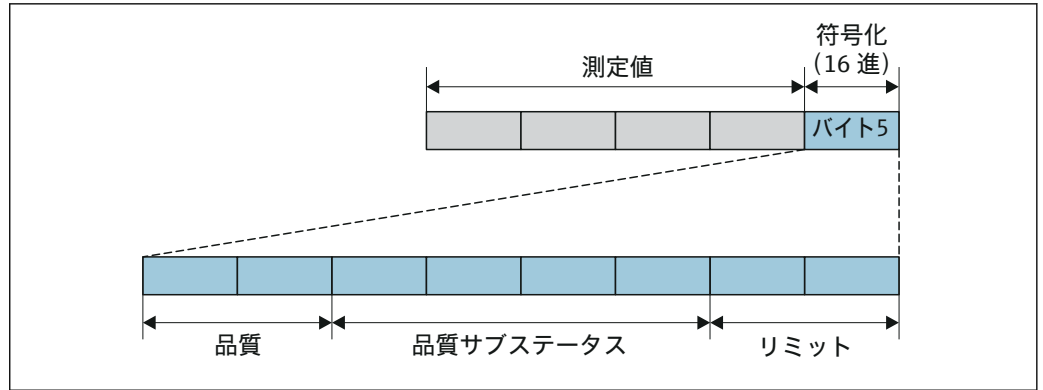 符号化
(16 進)
測定値
バイト5
品質
品質サブステータス
リミット